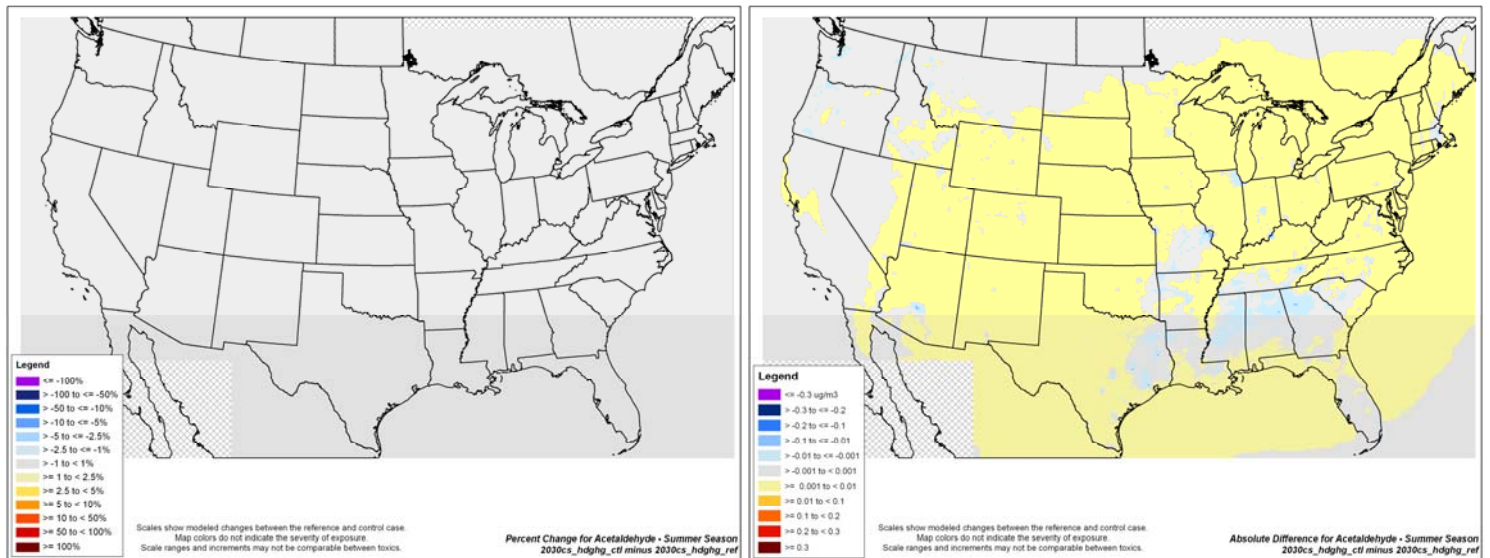 Legend
<= -100%
> -100 to <= -50%
> -50 to <= -10%
> -10 to <= -5%
> -5 to <= -2.5%
> -2.5 to <= -1%
> -1 to < 1%
>= 1 to < 2.5%
>= 2.5 to < 5%
>= 5 to < 10%
>= 10 to < 50%
>= 50 to < 100%
>= 100%
Scales show modeled changes between the reference and control case.
Map colors do not indicate the severity of exposure.
Scale ranges and increments may not be comparable between toxics.
Percent Change for Acetaldehyde - Summer Season
2030cs_hdghg_ctl minus 2030cs_hdghg_ref
Legend
<= -0.3 ug/m3
> -0.3 to <= -0.2
> -0.2 to <= -0.1
> -0.1 to <= -0.01
> -0.01 to <= -0.001
> -0.001 to < 0.001
>= 0.001 to < 0.01
>= 0.01 to < 0.1
>= 0.1 to < 0.2
>= 0.2 to < 0.3
>= 0.3
Scales show modeled changes between the reference and control case.
Map colors do not indicate the severity of exposure.
Scale ranges and increments may not be comparable between toxics.
Absolute Difference for Acetaldehyde - Summer Season
2030cs_hdghg_ctl minus 2030cs_hdghg_ref